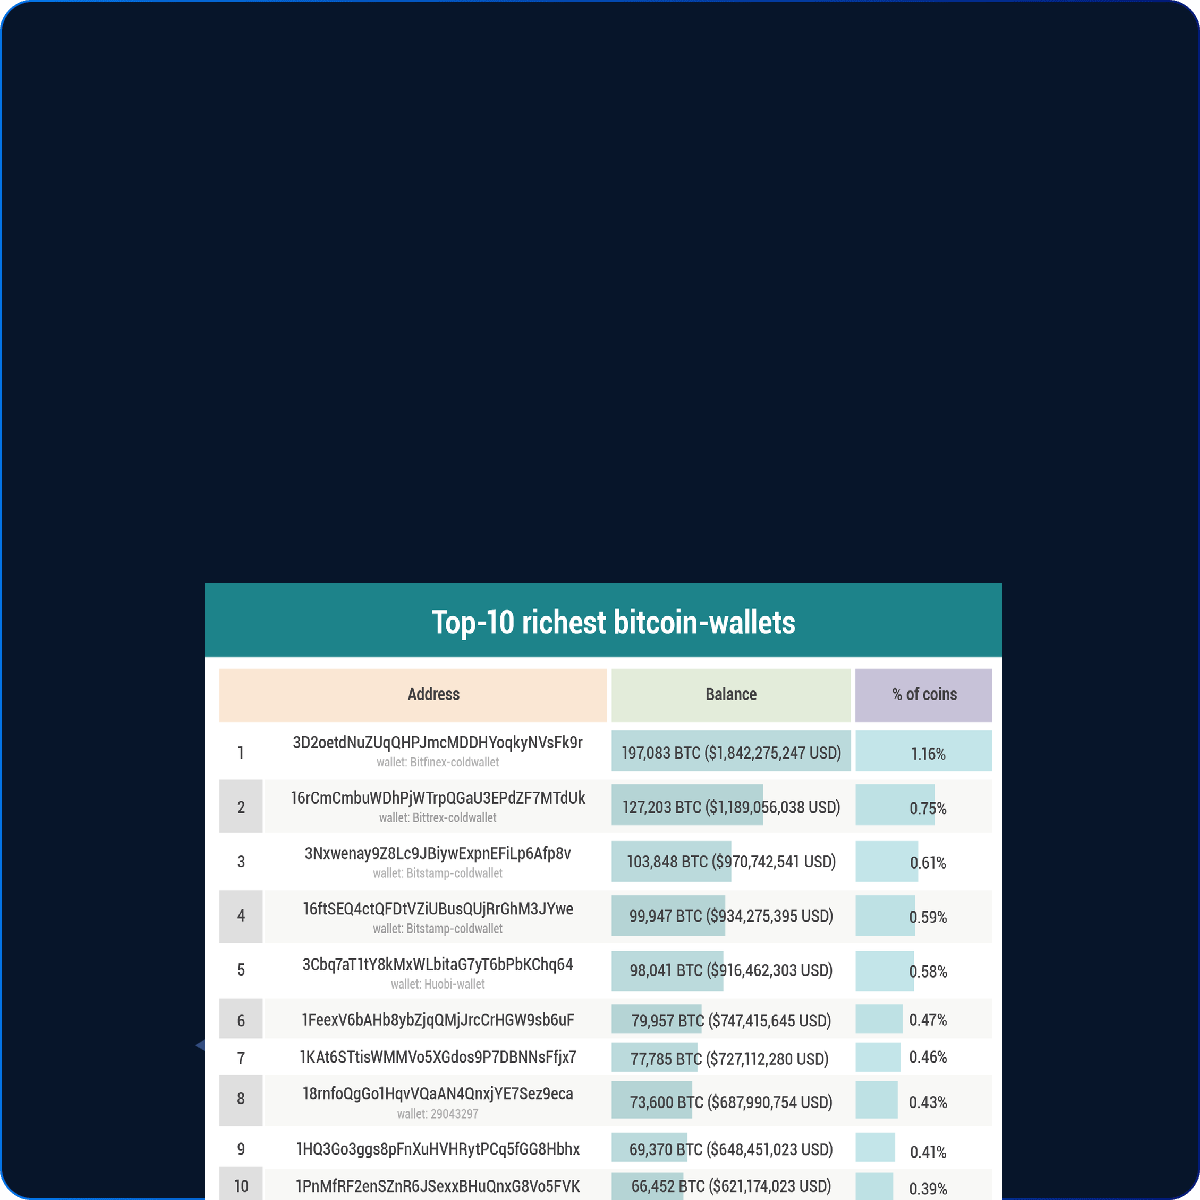 Top-10 richest bitcoin-wallets
Address Balance % of coins
1 3D2oetdNuZUqQHPJmcMDDHYoqkyNVsFk9r 197,083 BTC ($1,842,275,247 USD) 1.16%
wallet: Bitfinex-coldwallet
2 16rCmCmbuWDhPjWTrpQGaU3EPdZF7MTdUk 127,203 BTC ($1,189,056,038 USD) 0.75%
wallet: Bittrex-coldwallet
3 3Nxwenay9Z8Lc9JBiywExpnEFiLp6Afp8v 103,848 BTC ($970,742,541 USD) 0.61%
wallet: Bitstamp-coldwallet
4 16ftSEQ4ctQFDtVZiUBusQUjRrGhM3JYwe 99,947 BTC ($934,275,395 USD) 0.59%
wallet: Bitstamp-coldwallet
5 3Cbq7aT1tY8kMxWLbitaG7yT6bPbKChq64 98,041 BTC ($916,462,303 USD) 0.58%
wallet: Huobi-wallet
6 1FeexV6bAHb8ybZjqQMjJrcCrHGW9sb6uF 79,957 BTC ($747,415,645 USD) 0.47%
7 1KAt6STtisWMMVo5XGdos9P7DBNNsFfjx7 77,785 BTC ($727,112,280 USD) 0.46%
8 18rnfoQgGo1HqvVQaAN4QnxjYE7Sez9eca 73,600 BTC ($687,990,754 USD) 0.43%
wallet: 29043297
9 1HQ3Go3ggs8pFnXuHVHRytPCq5fGG8Hbhx 69,370 BTC ($648,451,023 USD) 0.41%
10 1PnMfRF2enSZnR6JSexxBHuQnxG8Vo5FVK 66,452 BTC ($621,174,023 USD) 0.39%